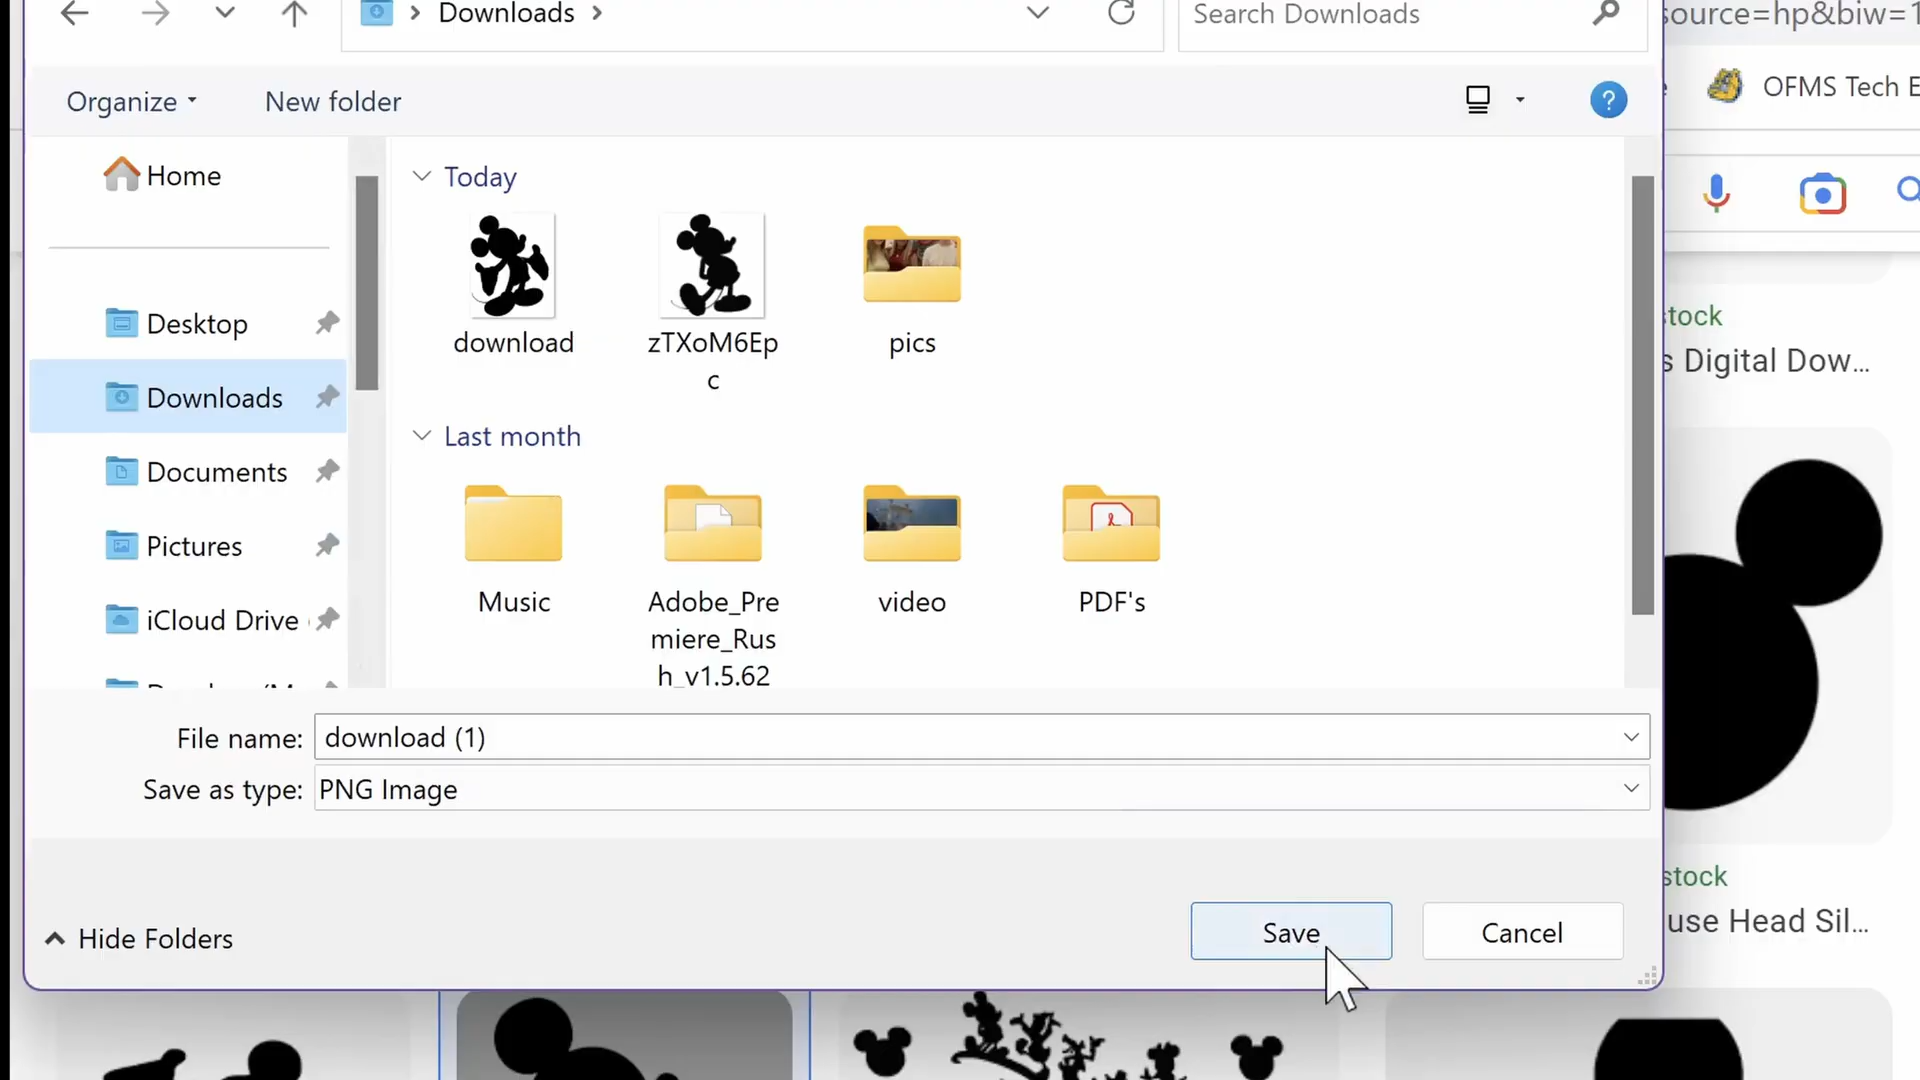 Downloads
Search Downloads
source=hp&biw=1
Organize
New folder
OFMS Tech E
Home
Today
download
zTXoM6Ep
c
pics
Desktop
Downloads
Documents
Pictures
iCloud Drive
Last month
Music
Adobe_Pre
miere_Rus
h_v1.5.62
video
PDF's
stock
s Digital Dow...
File name: download (1)
Save as type: PNG Image
stock
use Head Sil...
Hide Folders
Save
Cancel